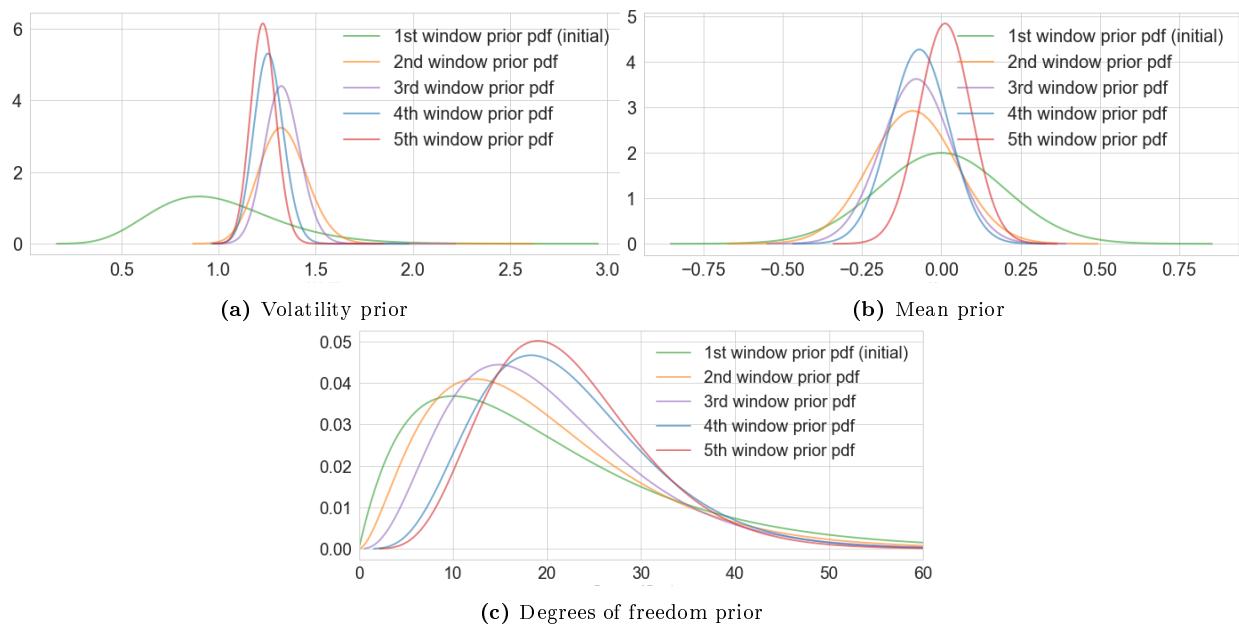 6
4
2
0
0.5
1.0
1.5
2.0
2.5
3.0
1st window prior pdf (initial)
2nd window prior pdf
3rd window prior pdf
4th window prior pdf
5th window prior pdf
(a) Volatility prior
5
4
3
2
1
0
−0.75
−0.50
−0.25
0.00
0.25
0.50
0.75
1st window prior pdf (initial)
2nd window prior pdf
3rd window prior pdf
4th window prior pdf
5th window prior pdf
(b) Mean prior
0.05
0.04
0.03
0.02
0.01
0.00
0
10
20
30
40
50
60
1st window prior pdf (initial)
2nd window prior pdf
3rd window prior pdf
4th window prior pdf
5th window prior pdf
(c) Degrees of freedom prior